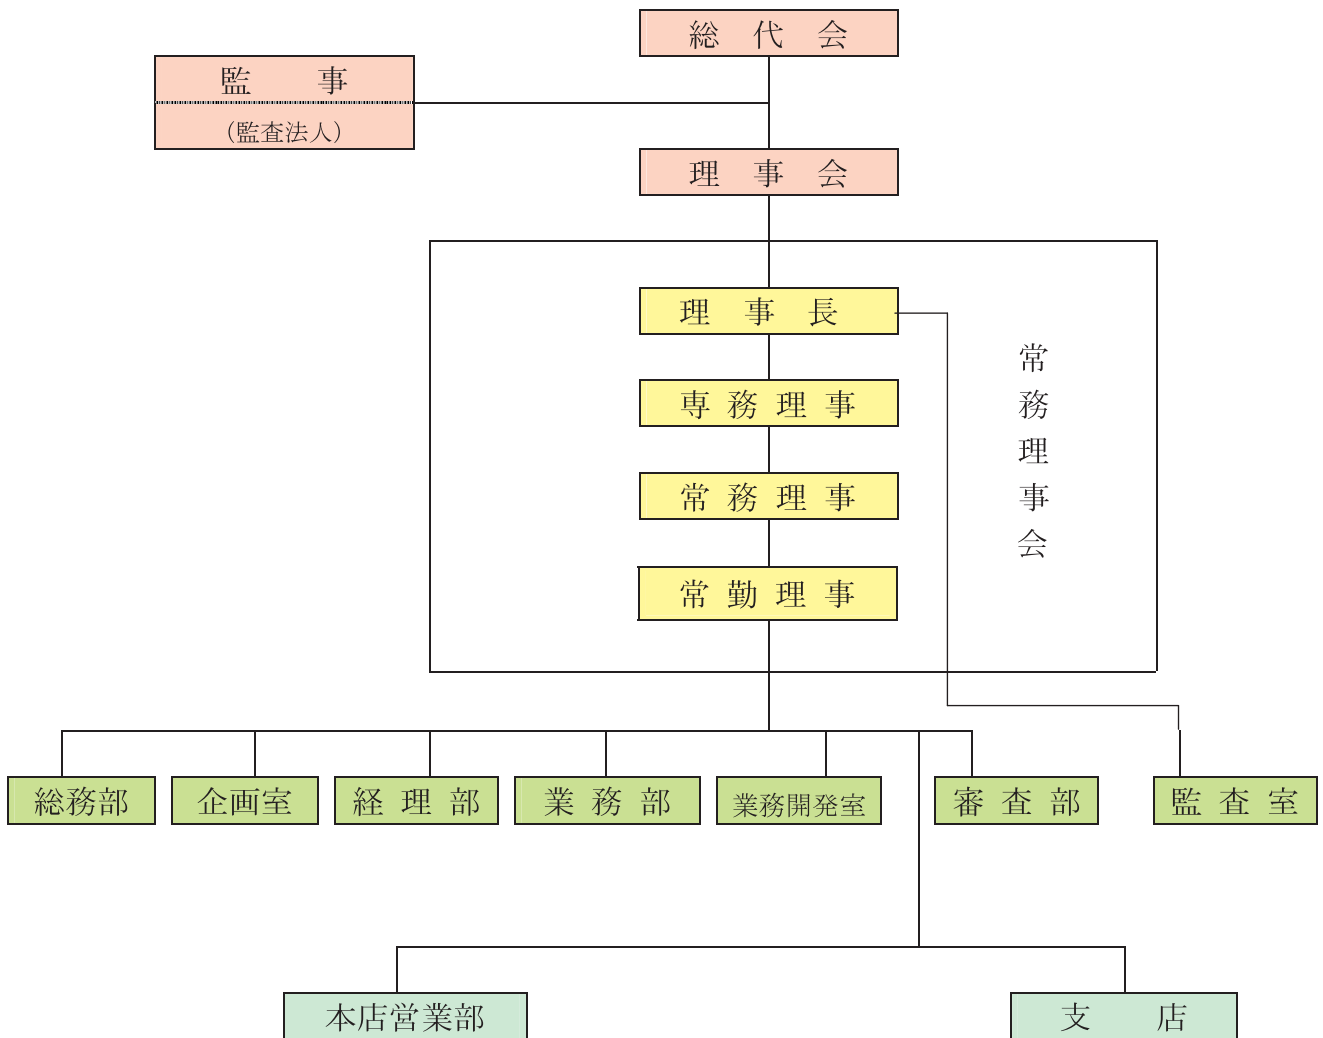 総代会
監事
(監査法人)
理事会
理事長
専務理事
常務理事
常勤理事
常務理事会
総務部
企画室
経理部
業務部
業務開発室
審査部
監査室
本店営業部
支店